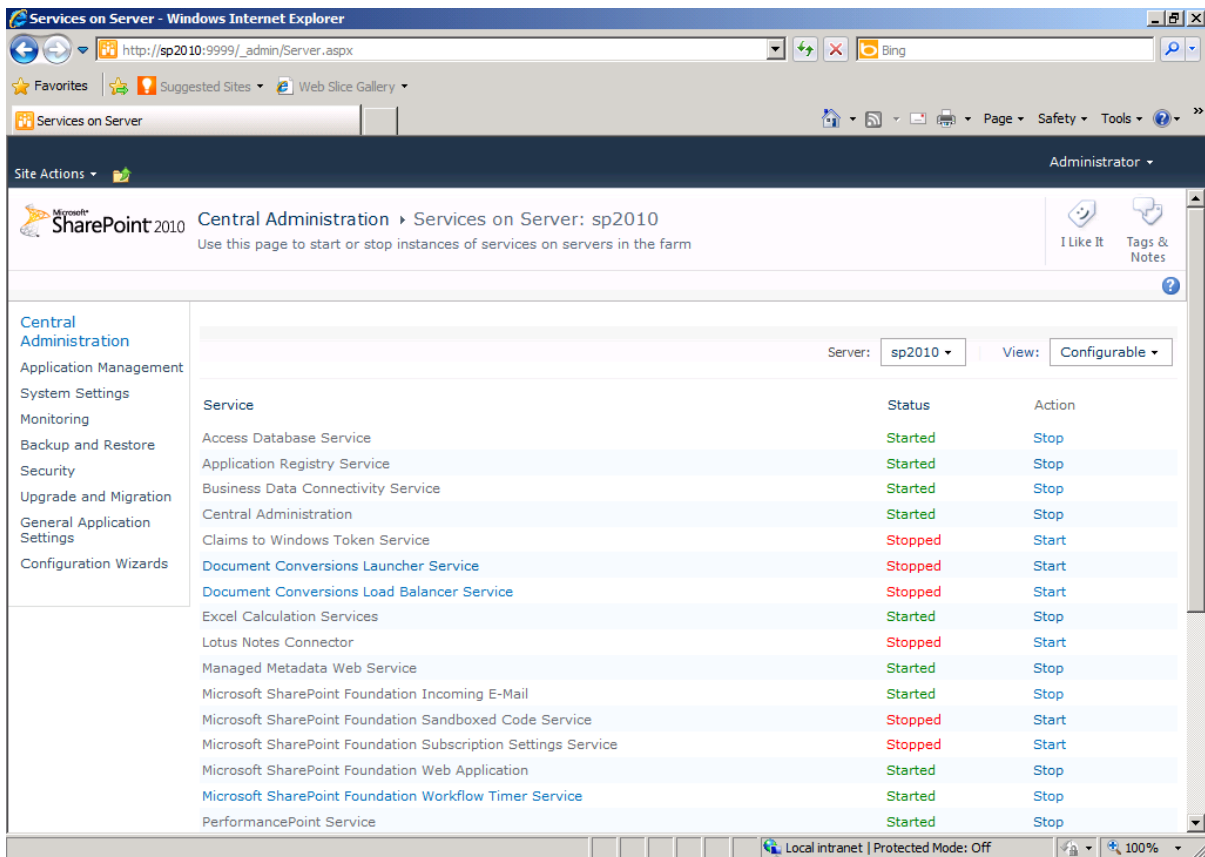 Services on Server - Windows Internet Explorer
http://sp2010:9999/_admin/Server.aspx
Bing
Favorites
Suggested Sites
Web Slice Gallery
Services on Server
Page
Safety
Tools
»
Administrator
Site Actions
Microsoft
SharePoint 2010
Central Administration
Services on Server: sp2010
Use this page to start or stop instances of services on servers in the farm
I Like It
Tags &
Notes
Central
Administration
Application Management
System Settings
Monitoring
Backup and Restore
Security
Upgrade and Migration
General Application
Settings
Configuration Wizards
Server: sp2010 View: Configurable
Service Status Action
Access Database Service Started Stop
Application Registry Service Started Stop
Business Data Connectivity Service Started Stop
Central Administration Started Stop
Claims to Windows Token Service Stopped Start
Document Conversions Launcher Service Stopped Start
Document Conversions Load Balancer Service Stopped Start
Excel Calculation Services Started Stop
Lotus Notes Connector Stopped Start
Managed Metadata Web Service Started Stop
Microsoft SharePoint Foundation Incoming E-Mail Started Stop
Microsoft SharePoint Foundation Sandboxed Code Service Stopped Start
Microsoft SharePoint Foundation Subscription Settings Service Stopped Start
Microsoft SharePoint Foundation Web Application Started Stop
Microsoft SharePoint Foundation Workflow Timer Service Started Stop
PerformancePoint Service Started Stop
Local intranet | Protected Mode: Off
100%